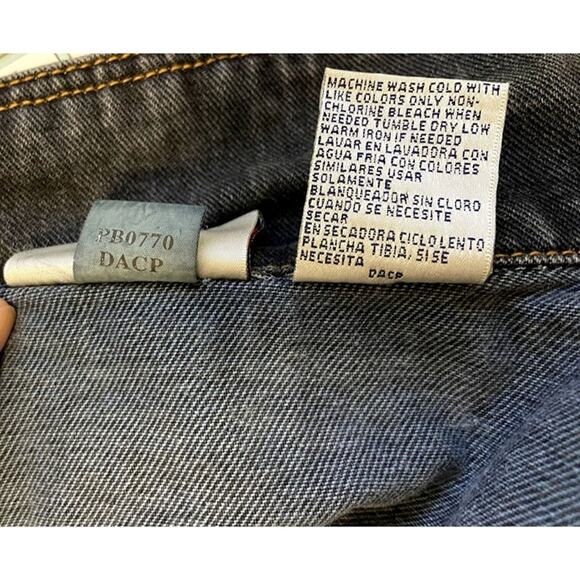 PB0770
DACP
MACHINE WASH COLD WITH
LIKE COLORS ONLY NON-
CHLORINE BLEACH WHEN
NEEDED TUMBLE DRY LOW
WARM IRON IF NEEDED
LAVAR EN LAVADORA CON
AGUA FRIA CON COLORES
SIMILARES USAR
SOLAMENTE
BLANQUEADOR SIN CLORO
CUANDO SE NECESITE
SECAR
EN SECADORA CICLO LENTO
PLANCHA TIBIA, SI SE
NECESITA
DACP